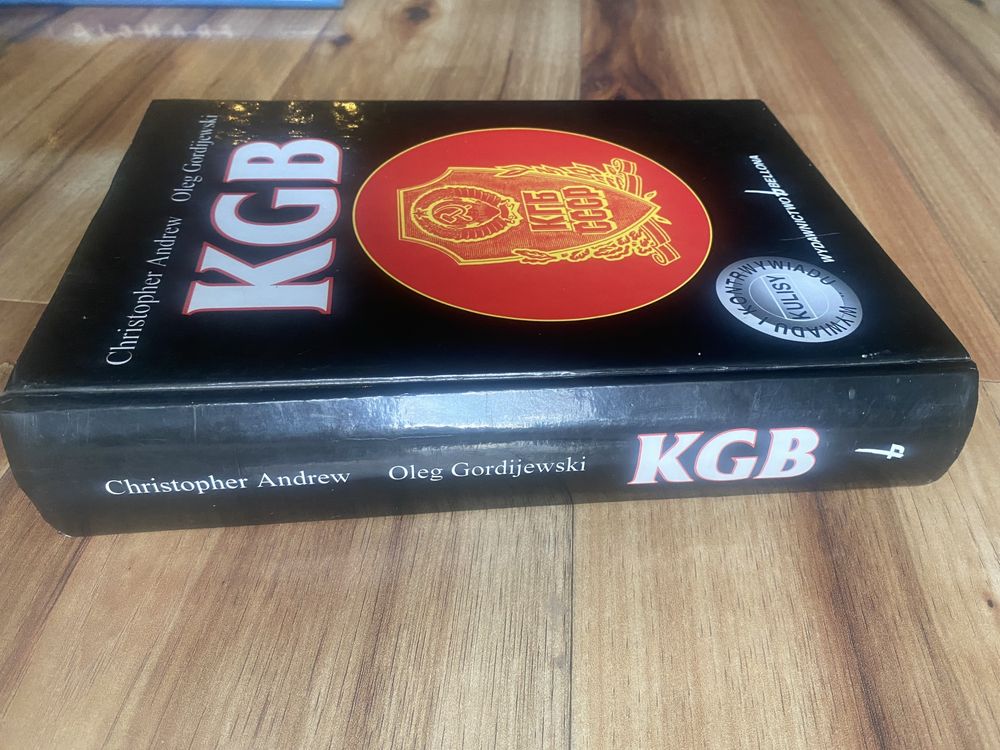 Christopher Andrew Oleg Gordijewski
KGB
КГБ
СССР
WYDAWNICTWO BELLONA
KULISY
WYWIADU I KONTRWYWIADU...
Christopher Andrew Oleg Gordijewski KGB